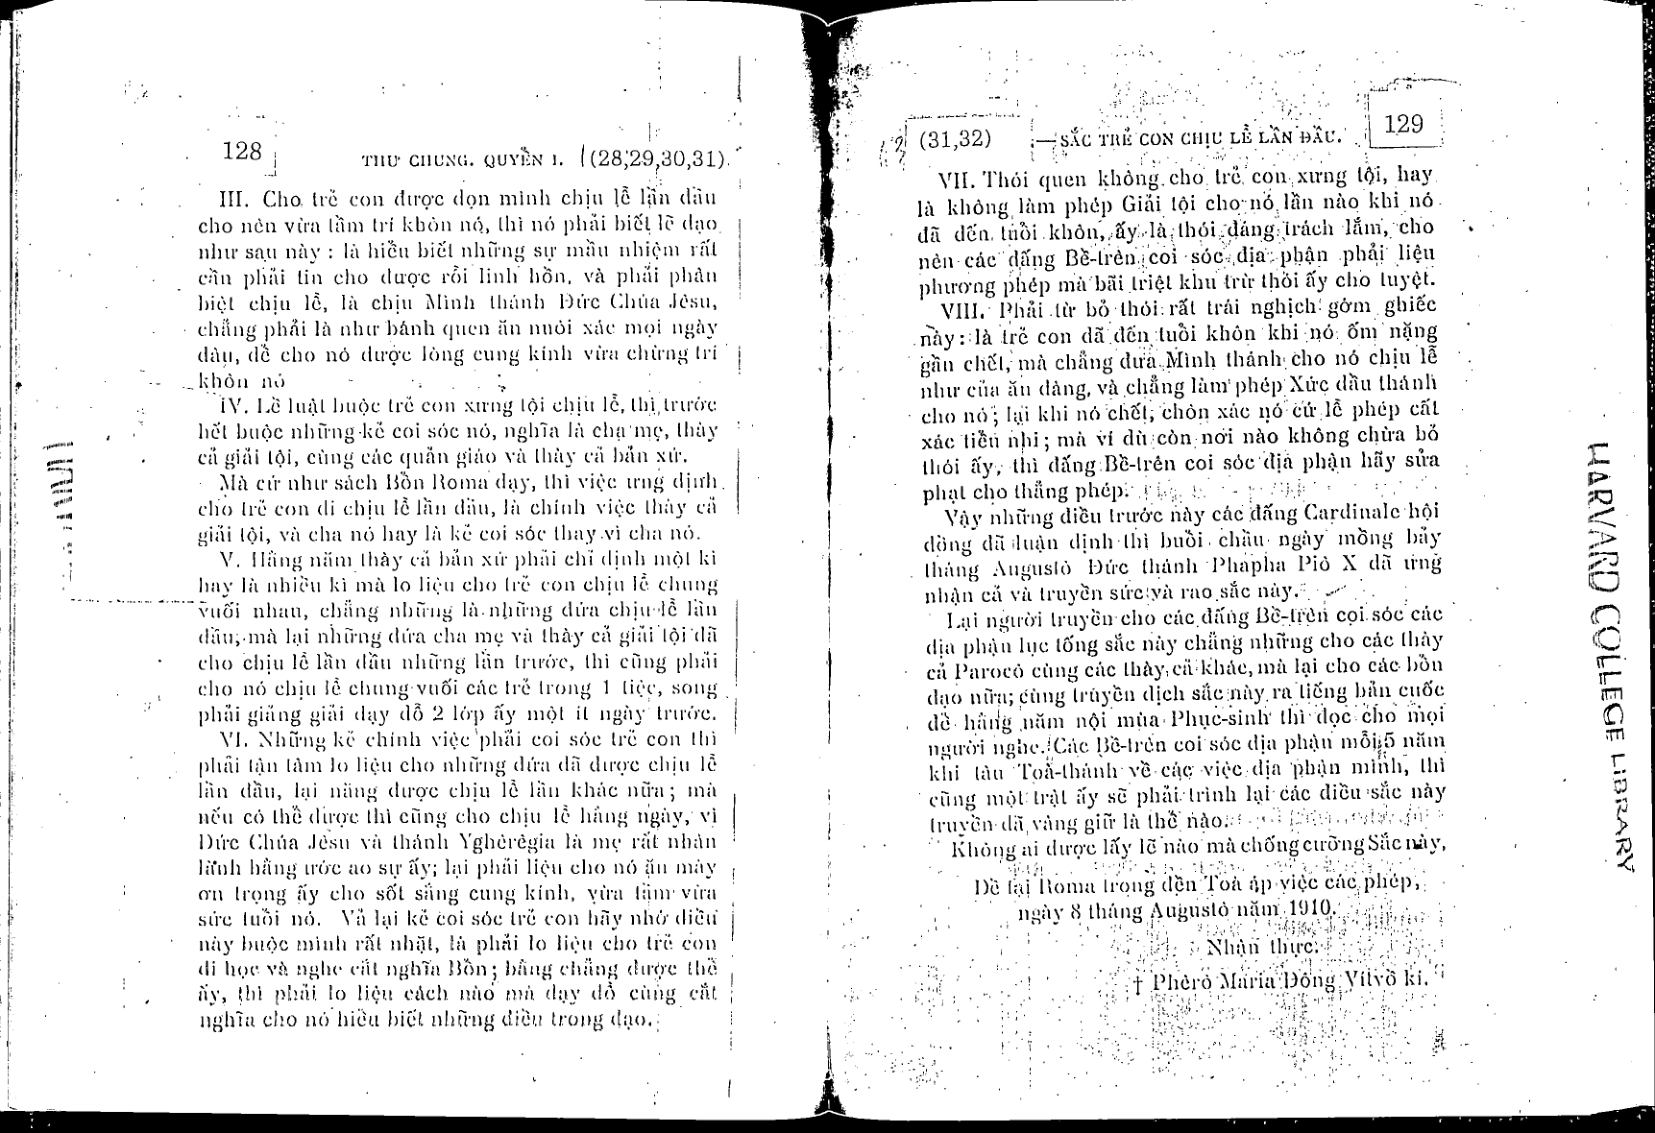 128
THƯ CHUNG. QUYỂN I. (28,29,30,31).
III. Cho trẻ con được dọn mình chịu lễ lần đầu
cho nên vừa tầm trí khôn nó, thì nó phải biết lẽ đạo
như sau này : là hiểu biết những sự mầu nhiệm rất
cần phải tin cho được rỗi linh hồn, và phải phân
biệt chịu lễ, là chịu Mình thánh Đức Chúa Jêsu,
chẳng phải là như bánh quen ăn nuôi xác mọi ngày
đâu, để cho nó được lòng cung kính vừa chừng trí
khôn nó
IV. Lề luật buộc trẻ con xưng tội chịu lễ, thì trước
hết buộc những kẻ coi sóc nó, nghĩa là cha mẹ, thày
cả giải tội, cùng các quản giáo và thày cả bản xứ.
Mà cứ như sách Bổn Roma dạy, thì việc ưng định
cho trẻ con đi chịu lễ lần đầu, là chính việc thày cả
giải tội, và cha nó hay là kẻ coi sóc thay vì cha nó.
V. Hằng năm thày cả bản xứ phải chỉ định một kì
hay là nhiều kì mà lo liệu cho trẻ con chịu lễ chung
vuối nhau, chẳng những là những đứa chịu lễ lần
đầu, mà lại những đứa cha mẹ và thày cả giải tội đã
cho chịu lễ lần đầu những lần trước, thì cũng phải
cho nó chịu lễ chung vuối các trẻ trong 1 tiệc, song
phải giảng giải dạy dỗ 2 lớp ấy một ít ngày trước.
VI. Những kẻ chính việc phải coi sóc trẻ con thì
phải tận tâm lo liệu cho những đứa đã được chịu lễ
lần đầu, lại năng được chịu lễ lần khác nữa; mà
nếu có thể được thì cũng cho chịu lễ hằng ngày, vì
Đức Chúa Jêsu và thánh Yghêrêgia là mẹ rất nhân
lành hằng ước ao sự ấy; lại phải liệu cho nó ăn mày
ơn trọng ấy cho sốt sắng cung kính, vừa tầm vừa
sức tuổi nó. Vả lại kẻ coi sóc trẻ con hãy nhớ điều
này buộc mình rất nhặt, là phải lo liệu cho trẻ con
đi học và nghe cắt nghĩa Bổn; bằng chẳng được thể
ấy, thì phải lo liệu cách nào mà dạy dỗ cùng cắt
nghĩa cho nó hiểu biết những điều trong đạo.
(31,32) — SẮC TRẺ CON CHỊU LỄ LẦN ĐẦU. 129
VII. Thói quen không cho trẻ con xưng tội, hay
là không làm phép Giải tội cho nó lần nào khi nó
đã đến tuổi khôn, ấy là thói đáng trách lắm, cho
nên các đấng Bề-trên coi sóc địa phận phải liệu
phương phép mà bãi triệt khu trừ thói ấy cho tuyệt.
VIII. Phải từ bỏ thói rất trái nghịch gớm ghiếc
này: là trẻ con đã đến tuổi khôn khi nó ốm nặng
gần chết, mà chẳng đưa Mình thánh cho nó chịu lễ
như của ăn đàng, và chẳng làm phép Xức dầu thánh
cho nó; lại khi nó chết, chôn xác nó cứ lễ phép cất
xác tiểu nhi; mà ví dù còn nơi nào không chừa bỏ
thói ấy, thì đấng Bề-trên coi sóc địa phận hãy sửa
phạt cho thẳng phép.
Vậy những điều trước này các đấng Cardinale hội
đồng đã luận định thì buổi chầu ngày mồng bảy
tháng Augustô Đức thánh Phapha Piô X đã ưng
nhận cả và truyền sức và rao sắc này.
Lại người truyền cho các đấng Bề-trên coi sóc các
địa phận lục tống sắc này chẳng những cho các thày
cả Parocô cùng các thày cả khác, mà lại cho các bổn
đạo nữa; cùng truyền dịch sắc này ra tiếng bản cuốc
để hằng năm nội mùa Phục-sinh thì đọc cho mọi
người nghe. Các Bề-trên coi sóc địa phận mỗi 5 năm
khi tâu Toà-thánh về các việc địa phận mình, thì
cũng một trật ấy sẽ phải trình lại các điều sắc này
truyền đã vâng giữ là thể nào.
Không ai được lấy lẽ nào mà chống cưỡng Sắc này,
Đề tại Roma trong đền Toà áp việc các phép,
ngày 8 tháng Augustô năm 1910.
Nhận thực.
† Phêrô Maria Đông Vítvồ kí.
HARVARD COLLEGE LIBRARY